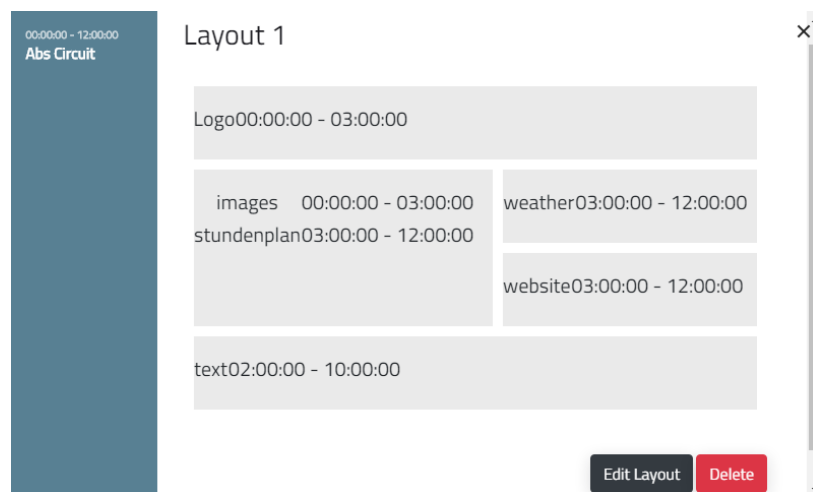 00:00:00 - 12:00:00
Abs Circuit
Layout 1
×
Logo00:00:00 - 03:00:00
images 00:00:00 - 03:00:00
stundenplan03:00:00 - 12:00:00
weather03:00:00 - 12:00:00
website03:00:00 - 12:00:00
text02:00:00 - 10:00:00
Edit Layout Delete